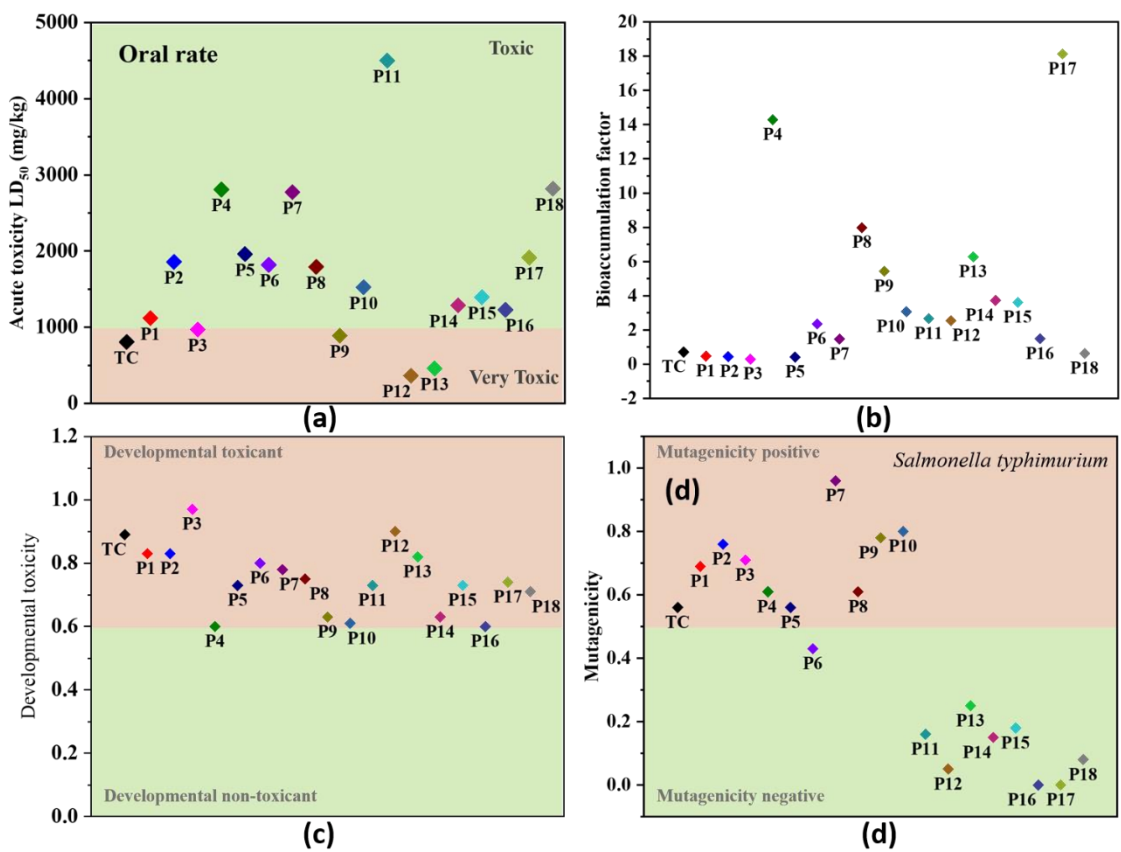 Oral rate
Toxic
Very Toxic
Acute toxicity LD50 (mg/kg)
5000
4000
3000
2000
1000
0
TC
P1
P2
P3
P4
P5
P6
P7
P8
P9
P10
P11
P12
P13
P14
P15
P16
P17
P18
(a)
Bioaccumulation factor
20
18
16
14
12
10
8
6
4
2
0
-2
TC
P1
P2
P3
P4
P5
P6
P7
P8
P9
P10
P11
P12
P13
P14
P15
P16
P17
P18
(b)
Developmental toxicant
Developmental non-toxicant
Developmental toxicity
1.2
1.0
0.8
0.6
0.4
0.2
0.0
TC
P1
P2
P3
P4
P5
P6
P7
P8
P9
P10
P11
P12
P13
P14
P15
P16
P17
P18
(c)
Mutagenicity positive
Salmonella typhimurium
(d)
Mutagenicity negative
Mutagenicity
1.0
0.8
0.6
0.4
0.2
0.0
TC
P1
P2
P3
P4
P5
P6
P7
P8
P9
P10
P11
P12
P13
P14
P15
P16
P17
P18
(d)